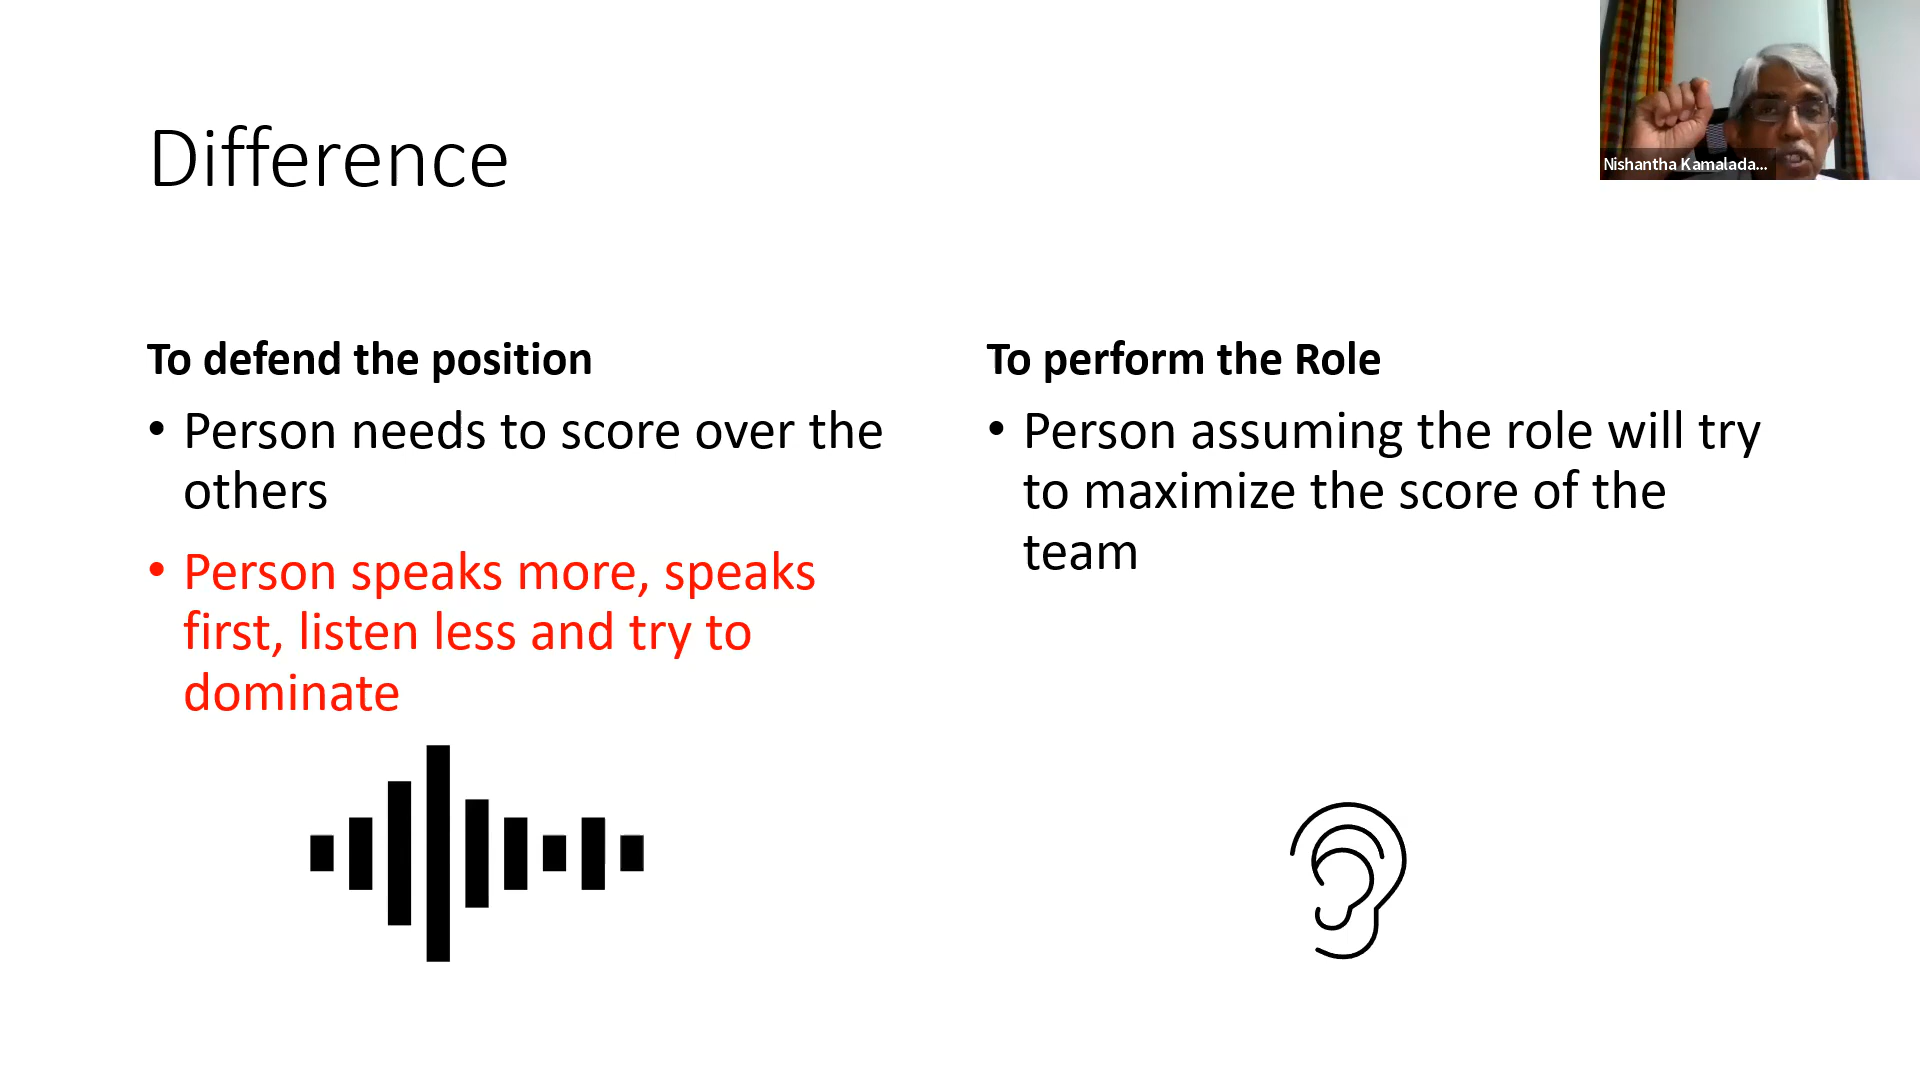 Difference
Nishantha Kamalada...
To defend the position
• Person needs to score over the
others
• Person speaks more, speaks
first, listen less and try to
dominate
To perform the Role
• Person assuming the role will try
to maximize the score of the
team